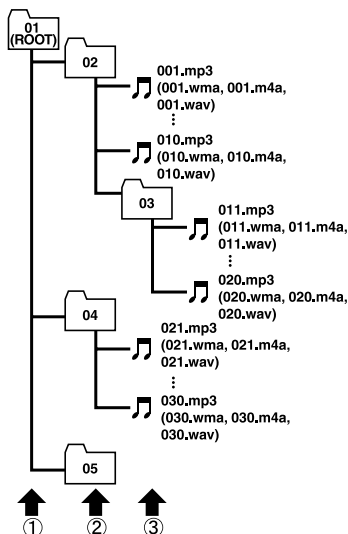 01
(ROOT)
02
001.mp3
(001.wma, 001.m4a,
001.wav)
010.mp3
(010.wma, 010.m4a,
010.wav)
03
011.mp3
(011.wma, 011.m4a,
011.wav)
020.mp3
(020.wma, 020.m4a,
020.wav)
04
021.mp3
(021.wma, 021.m4a,
021.wav)
030.mp3
(030.wma, 030.m4a,
030.wav)
05
① ② ③